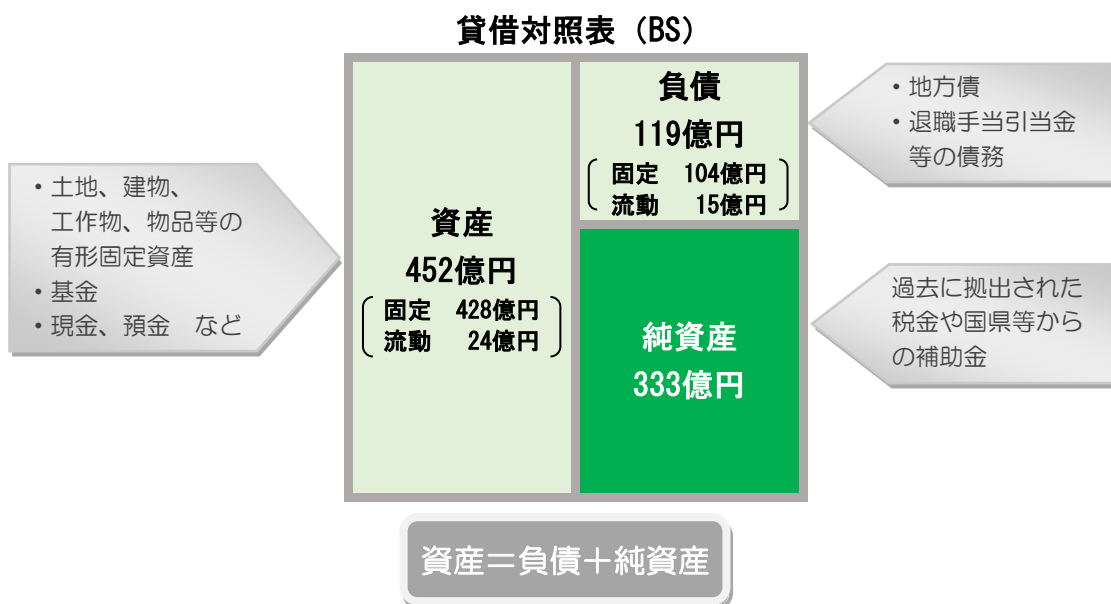 貸借対照表（BS）
・土地、建物、
工作物、物品等の
有形固定資産
・基金
・現金、預金　など
資産
452億円
固定　428億円
流動　24億円
負債
119億円
固定　104億円
流動　15億円
純資産
333億円
・地方債
・退職手当引当金
等の債務
過去に拠出された
税金や国県等から
の補助金
資産＝負債＋純資産